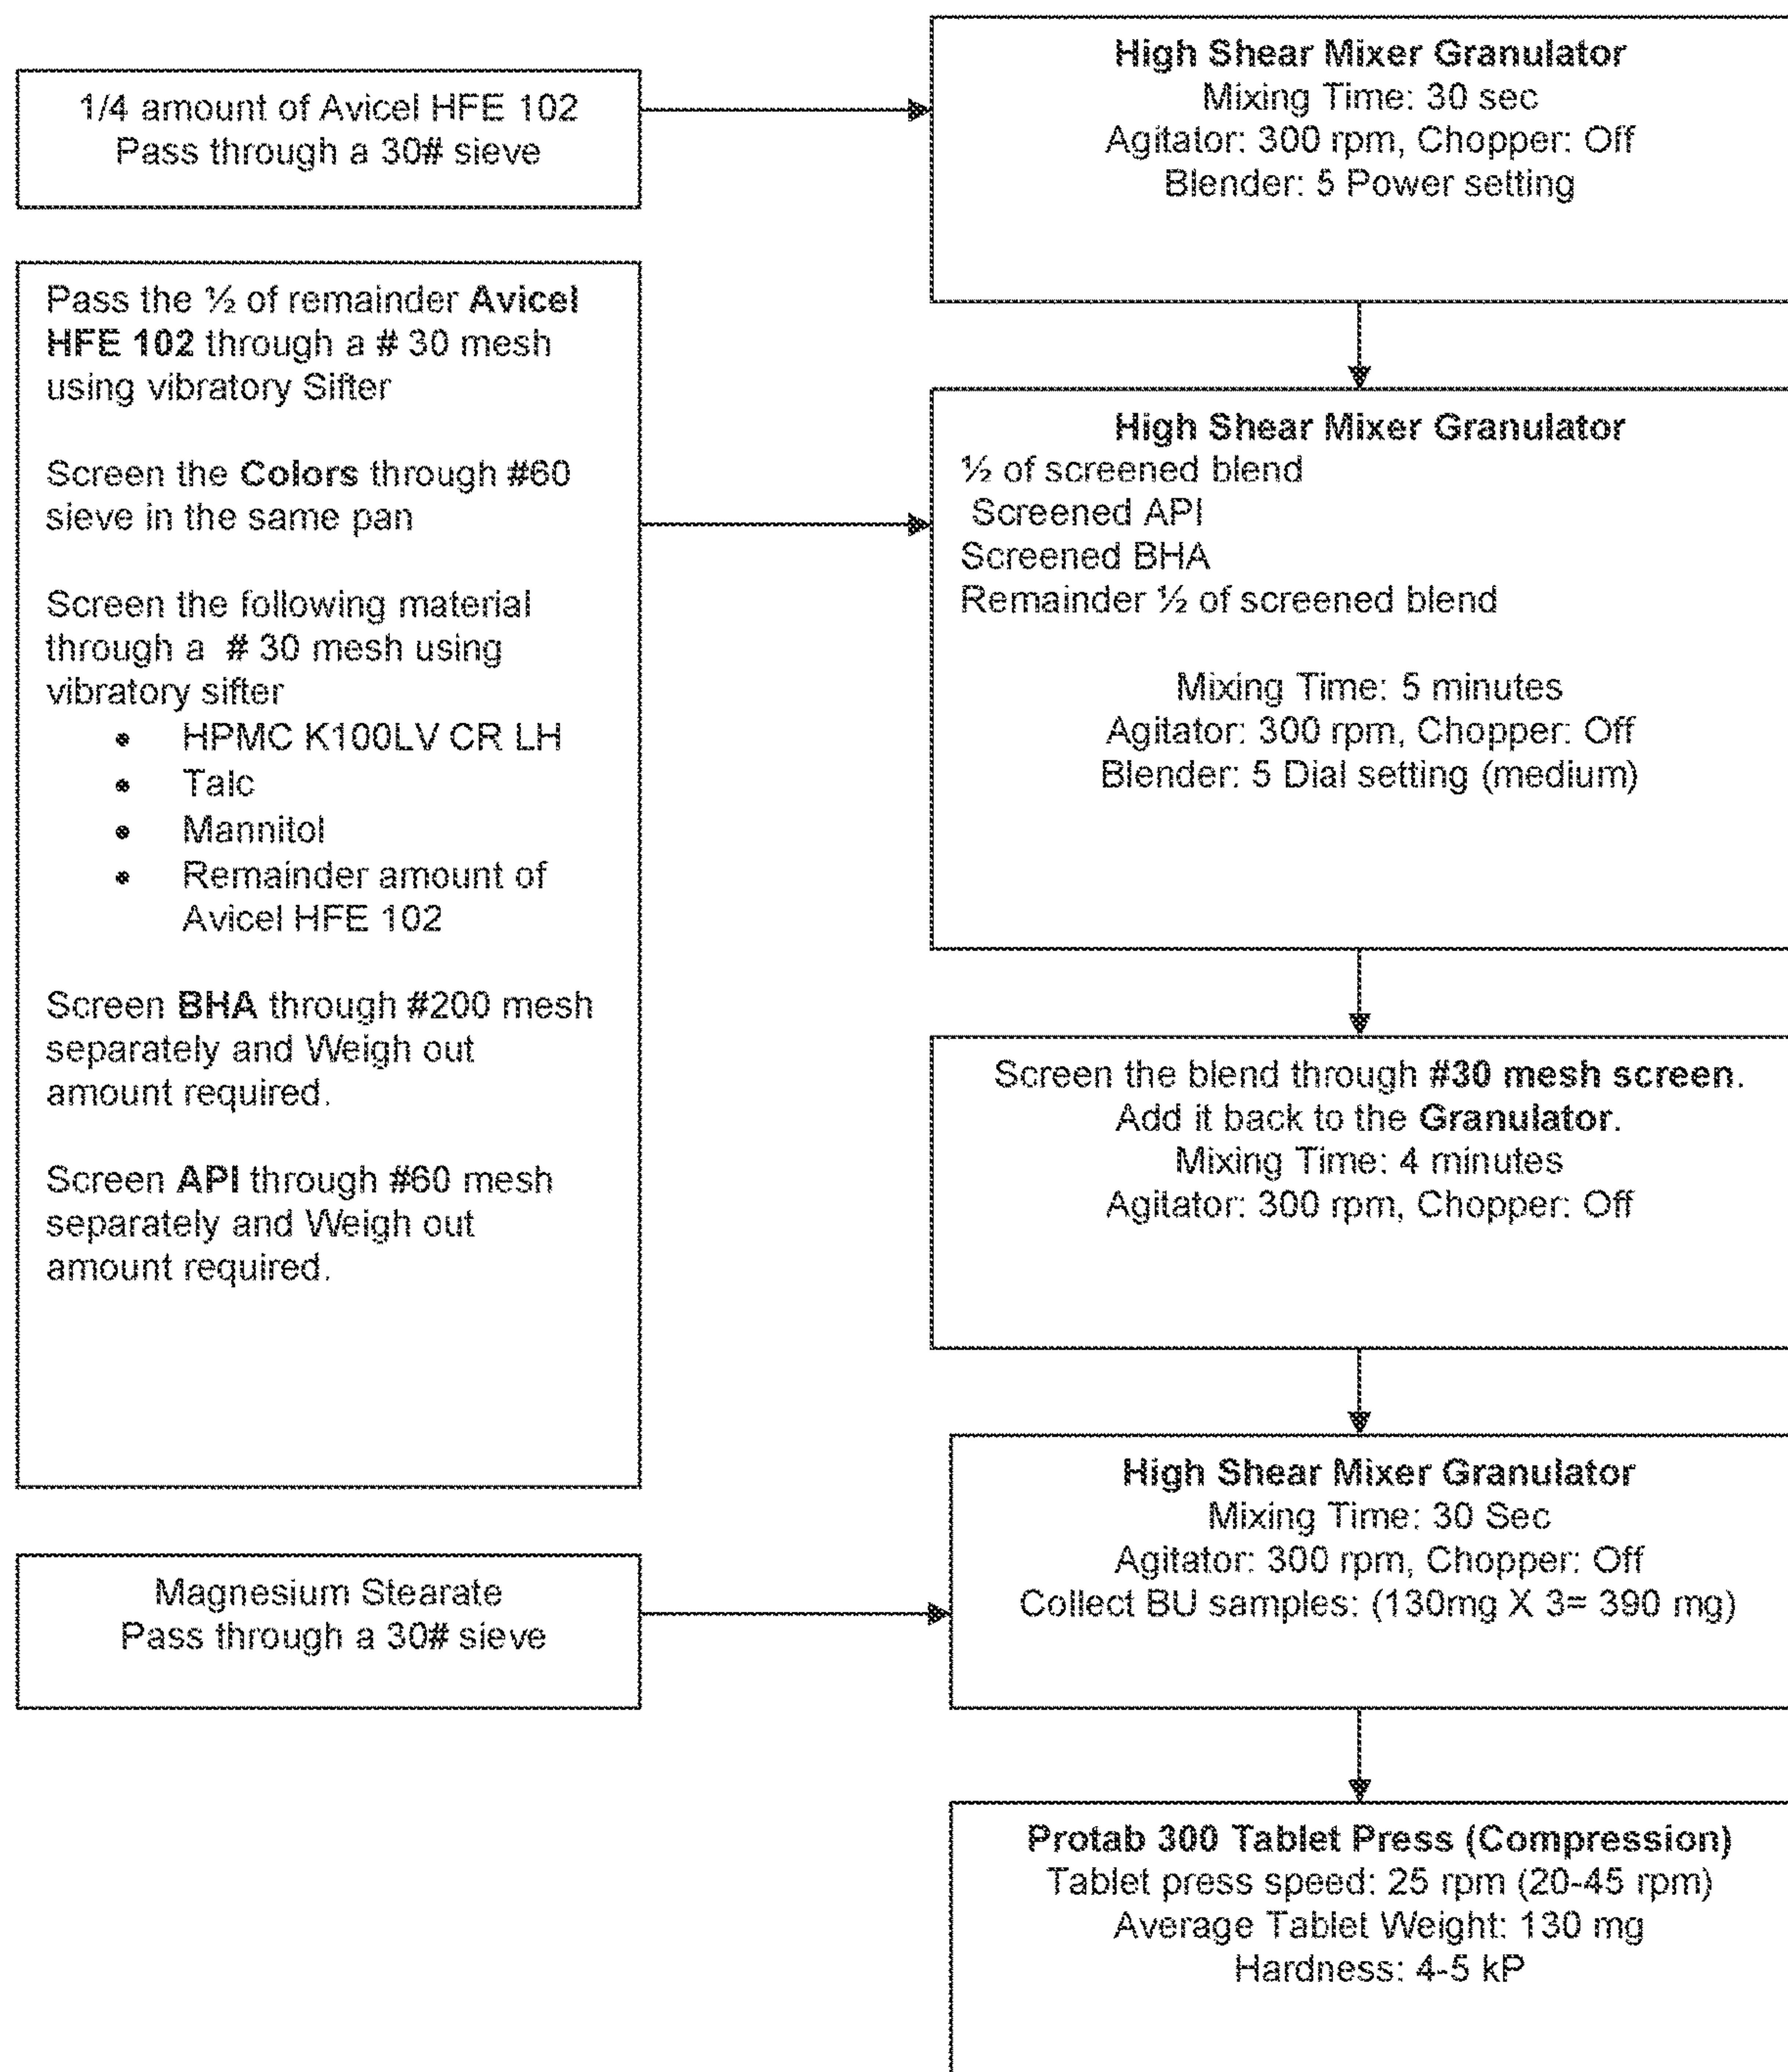 1/4 amount of Avicel HFE 102
Pass through a 30# sieve
High Shear Mixer Granulator
Mixing Time: 30 sec
Agitator: 300 rpm, Chopper: Off
Blender: 5 Power setting
Pass the ½ of remainder Avicel
HFE 102 through a # 30 mesh
using vibratory Sifter
Screen the Colors through #60
sieve in the same pan
Screen the following material
through a # 30 mesh using
vibratory sifter
• HPMC K100LV CR LH
• Talc
• Mannitol
• Remainder amount of
Avicel HFE 102
Screen BHA through #200 mesh
separately and Weigh out
amount required.
Screen API through #60 mesh
separately and Weigh out
amount required.
High Shear Mixer Granulator
½ of screened blend
Screened API
Screened BHA
Remainder ½ of screened blend
Mixing Time: 5 minutes
Agitator: 300 rpm, Chopper: Off
Blender: 5 Dial setting (medium)
Screen the blend through #30 mesh screen.
Add it back to the Granulator.
Mixing Time: 4 minutes
Agitator: 300 rpm, Chopper: Off
Magnesium Stearate
Pass through a 30# sieve
High Shear Mixer Granulator
Mixing Time: 30 Sec
Agitator: 300 rpm, Chopper: Off
Collect BU samples: (130mg X 3= 390 mg)
Protab 300 Tablet Press (Compression)
Tablet press speed: 25 rpm (20-45 rpm)
Average Tablet Weight: 130 mg
Hardness: 4-5 kP